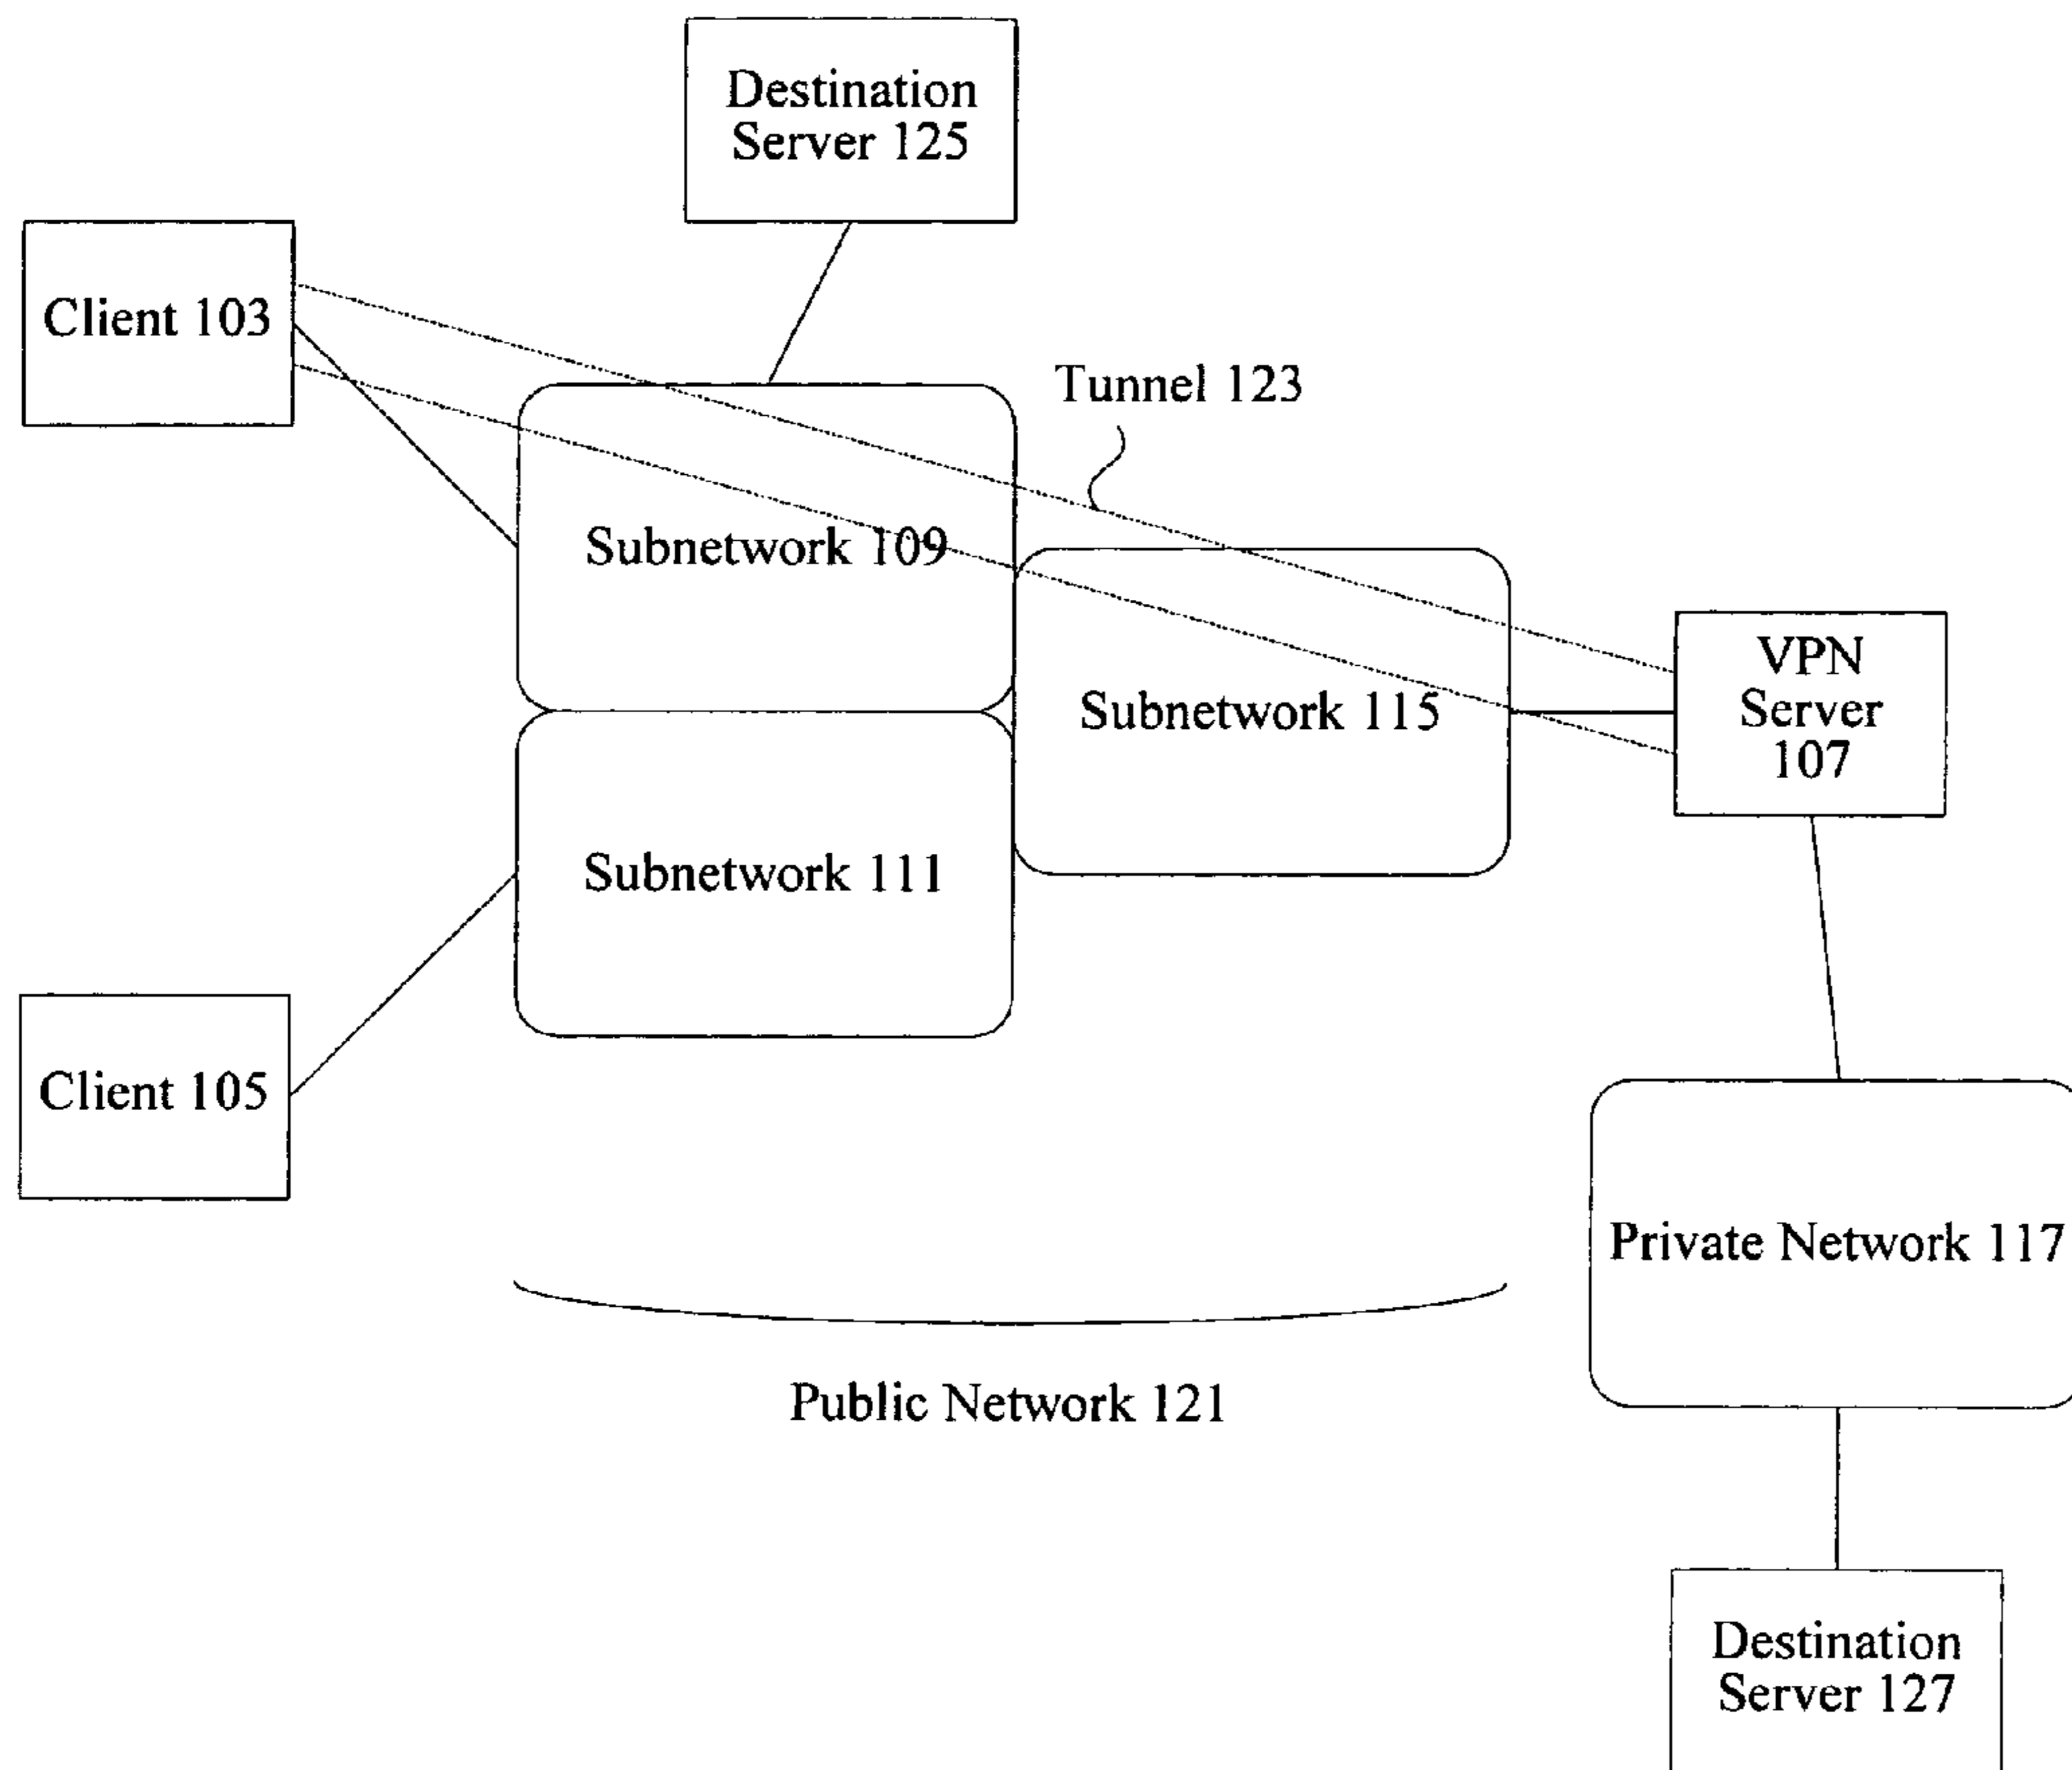 Destination
Server 125
Client 103
Tunnel 123
Subnetwork 109
VPN
Server
107
Subnetwork 115
Subnetwork 111
Client 105
Private Network 117
Public Network 121
Destination
Server 127